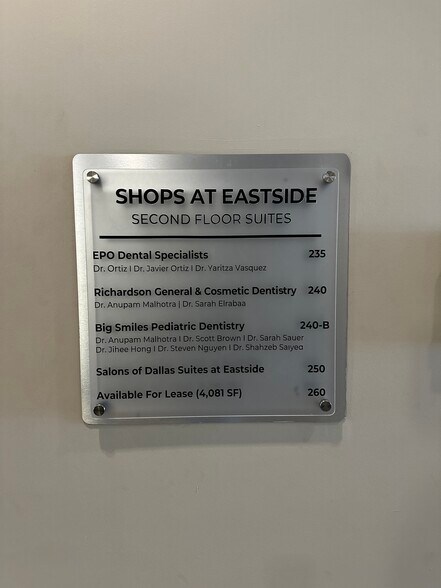 SHOPS AT EASTSIDE
SECOND FLOOR SUITES
EPO Dental Specialists 235
Dr. Ortiz I Dr. Javier Ortiz I Dr. Yaritza Vasquez
Richardson General & Cosmetic Dentistry 240
Dr. Anupam Malhotra | Dr. Sarah Elrabaa
Big Smiles Pediatric Dentistry 240-B
Dr. Anupam Malhotra I Dr. Scott Brown I Dr. Sarah Sauer
Dr. Jihee Hong I Dr. Steven Nguyen I Dr. Shahzeb Saiyed
Salons of Dallas Suites at Eastside 250
Available For Lease (4,081 SF) 260